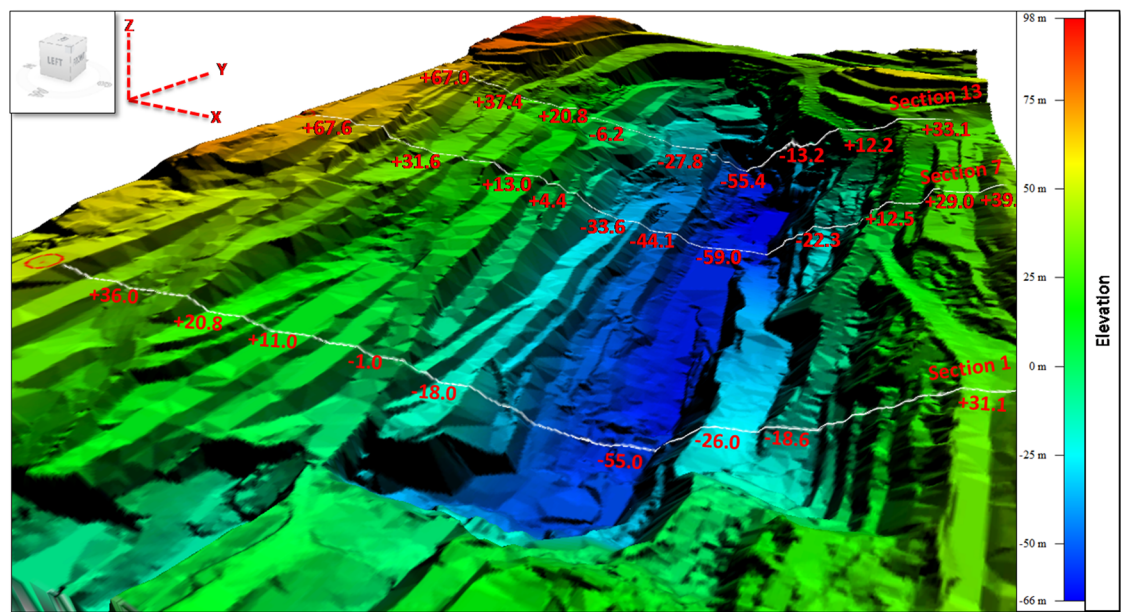 Z
Y
X
LEFT
98 m
75 m
50 m
25 m
0 m
-25 m
-50 m
-66 m
Elevation
Section 13
+67.0
+37.4
+20.8
-6.2
-27.8
-55.4
-13.2
+12.2
+33.1
Section 7
+67.6
+31.6
+13.0
+4.4
-33.6
-44.1
-59.0
-22.3
+12.5
+29.0
+39.
Section 1
+36.0
+20.8
+11.0
-1.0
-18.0
-55.0
-26.0
-18.6
+31.1